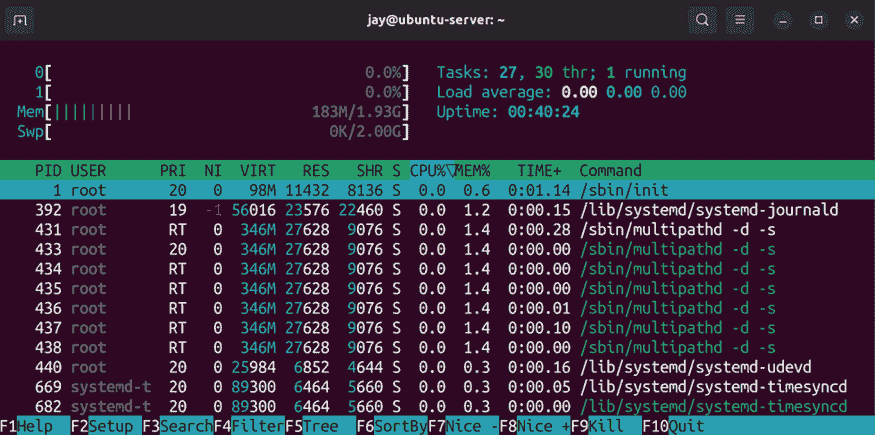 jay@ubuntu-server: ~
0[ 0.0%] Tasks: 27, 30 thr; 1 running
1[ 0.0%] Load average: 0.00 0.00 0.00
Mem[||||||||| 183M/1.93G] Uptime: 00:40:24
Swp[ 0K/2.00G]
PID USER PRI NI VIRT RES SHR S CPU%▽MEM% TIME+ Command
1 root 20 0 98M 11432 8136 S 0.0 0.6 0:01.14 /sbin/init
392 root 19 -1 56016 23576 22460 S 0.0 1.2 0:00.15 /lib/systemd/systemd-journald
431 root RT 0 346M 27628 9076 S 0.0 1.4 0:00.28 /sbin/multipathd -d -s
433 root 20 0 346M 27628 9076 S 0.0 1.4 0:00.00 /sbin/multipathd -d -s
434 root RT 0 346M 27628 9076 S 0.0 1.4 0:00.00 /sbin/multipathd -d -s
435 root RT 0 346M 27628 9076 S 0.0 1.4 0:00.00 /sbin/multipathd -d -s
436 root RT 0 346M 27628 9076 S 0.0 1.4 0:00.01 /sbin/multipathd -d -s
437 root RT 0 346M 27628 9076 S 0.0 1.4 0:00.10 /sbin/multipathd -d -s
438 root RT 0 346M 27628 9076 S 0.0 1.4 0:00.00 /sbin/multipathd -d -s
440 root 20 0 25984 6852 4644 S 0.0 0.3 0:00.16 /lib/systemd/systemd-udevd
669 systemd-t 20 0 89300 6464 5660 S 0.0 0.3 0:00.05 /lib/systemd/systemd-timesyncd
682 systemd-t 20 0 89300 6464 5660 S 0.0 0.3 0:00.00 /lib/systemd/systemd-timesyncd
F1Help F2Setup F3SearchF4FilterF5Tree F6SortByF7Nice -F8Nice +F9Kill F10Quit